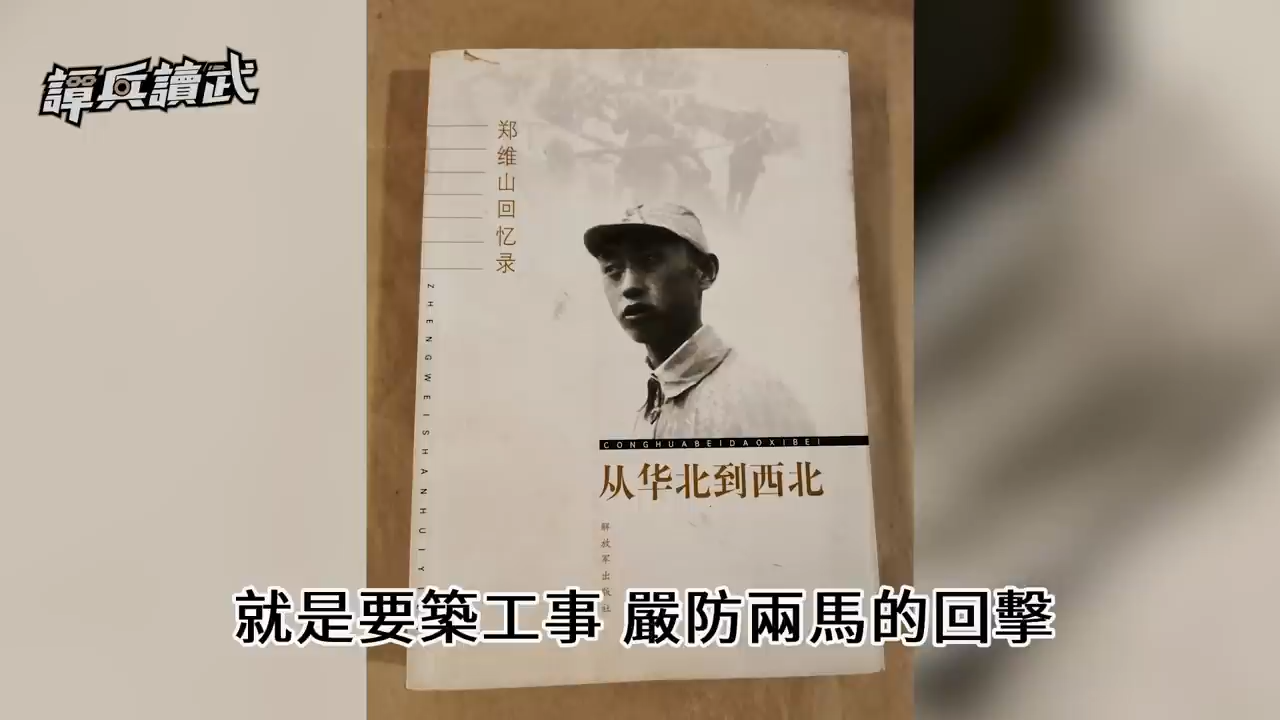 譚兵讀武
郑维山回忆录
ZHENGWEISHANHUIY
CONGHUABEIDAOXIBEI
从华北到西北
解放军出版社
就是要築工事 嚴防兩馬的回擊